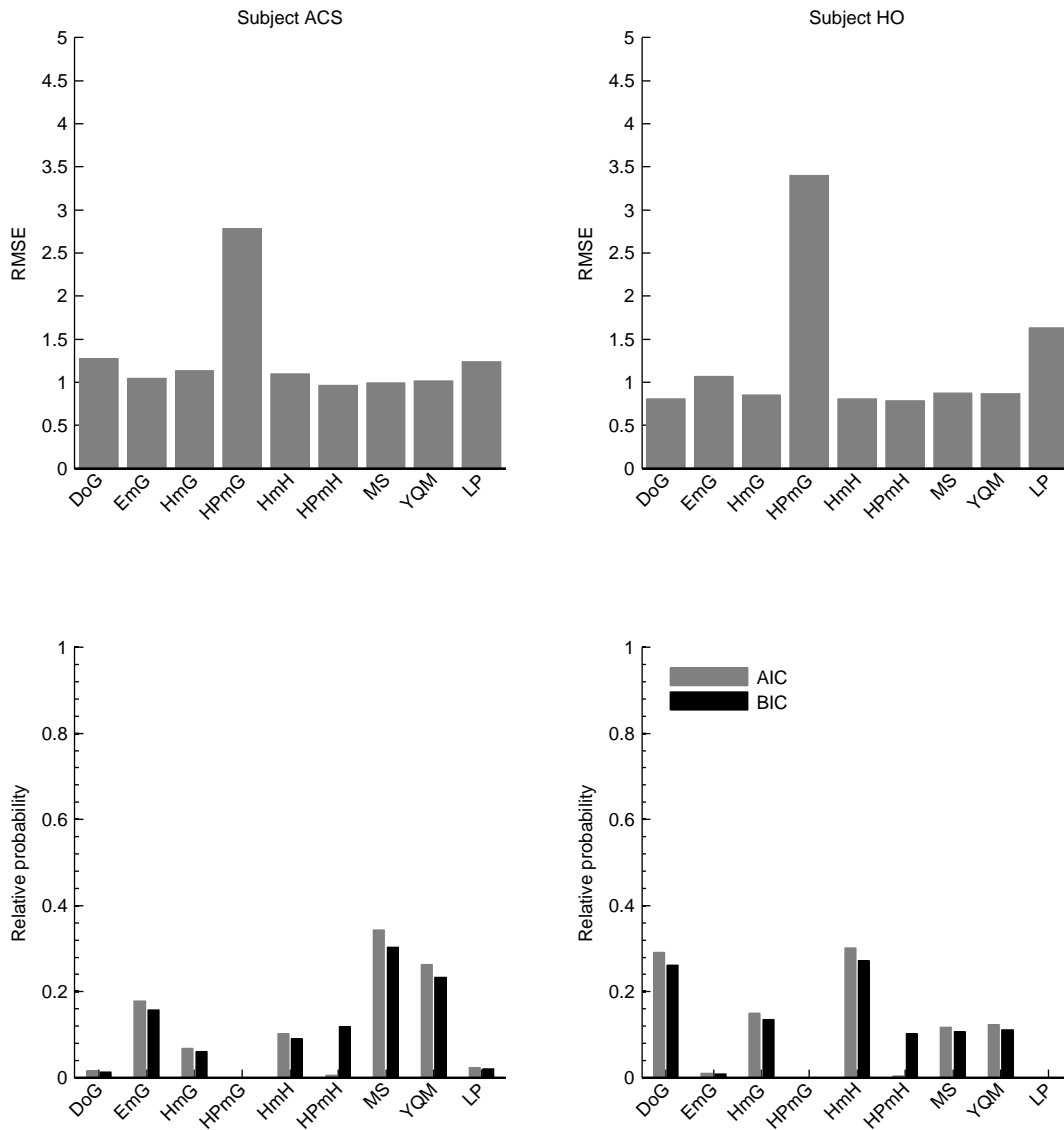 Subject ACS
5
4.5
4
3.5
3
2.5
2
1.5
1
0.5
0
RMSE
DoG
EmG
HmG
HPmG
HmH
HPmH
MS
YQM
LP
Subject HO
5
4.5
4
3.5
3
2.5
2
1.5
1
0.5
0
RMSE
DoG
EmG
HmG
HPmG
HmH
HPmH
MS
YQM
LP
1
0.8
0.6
0.4
0.2
0
Relative probability
DoG
EmG
HmG
HPmG
HmH
HPmH
MS
YQM
LP
1
0.8
0.6
0.4
0.2
0
Relative probability
AIC
BIC
DoG
EmG
HmG
HPmG
HmH
HPmH
MS
YQM
LP